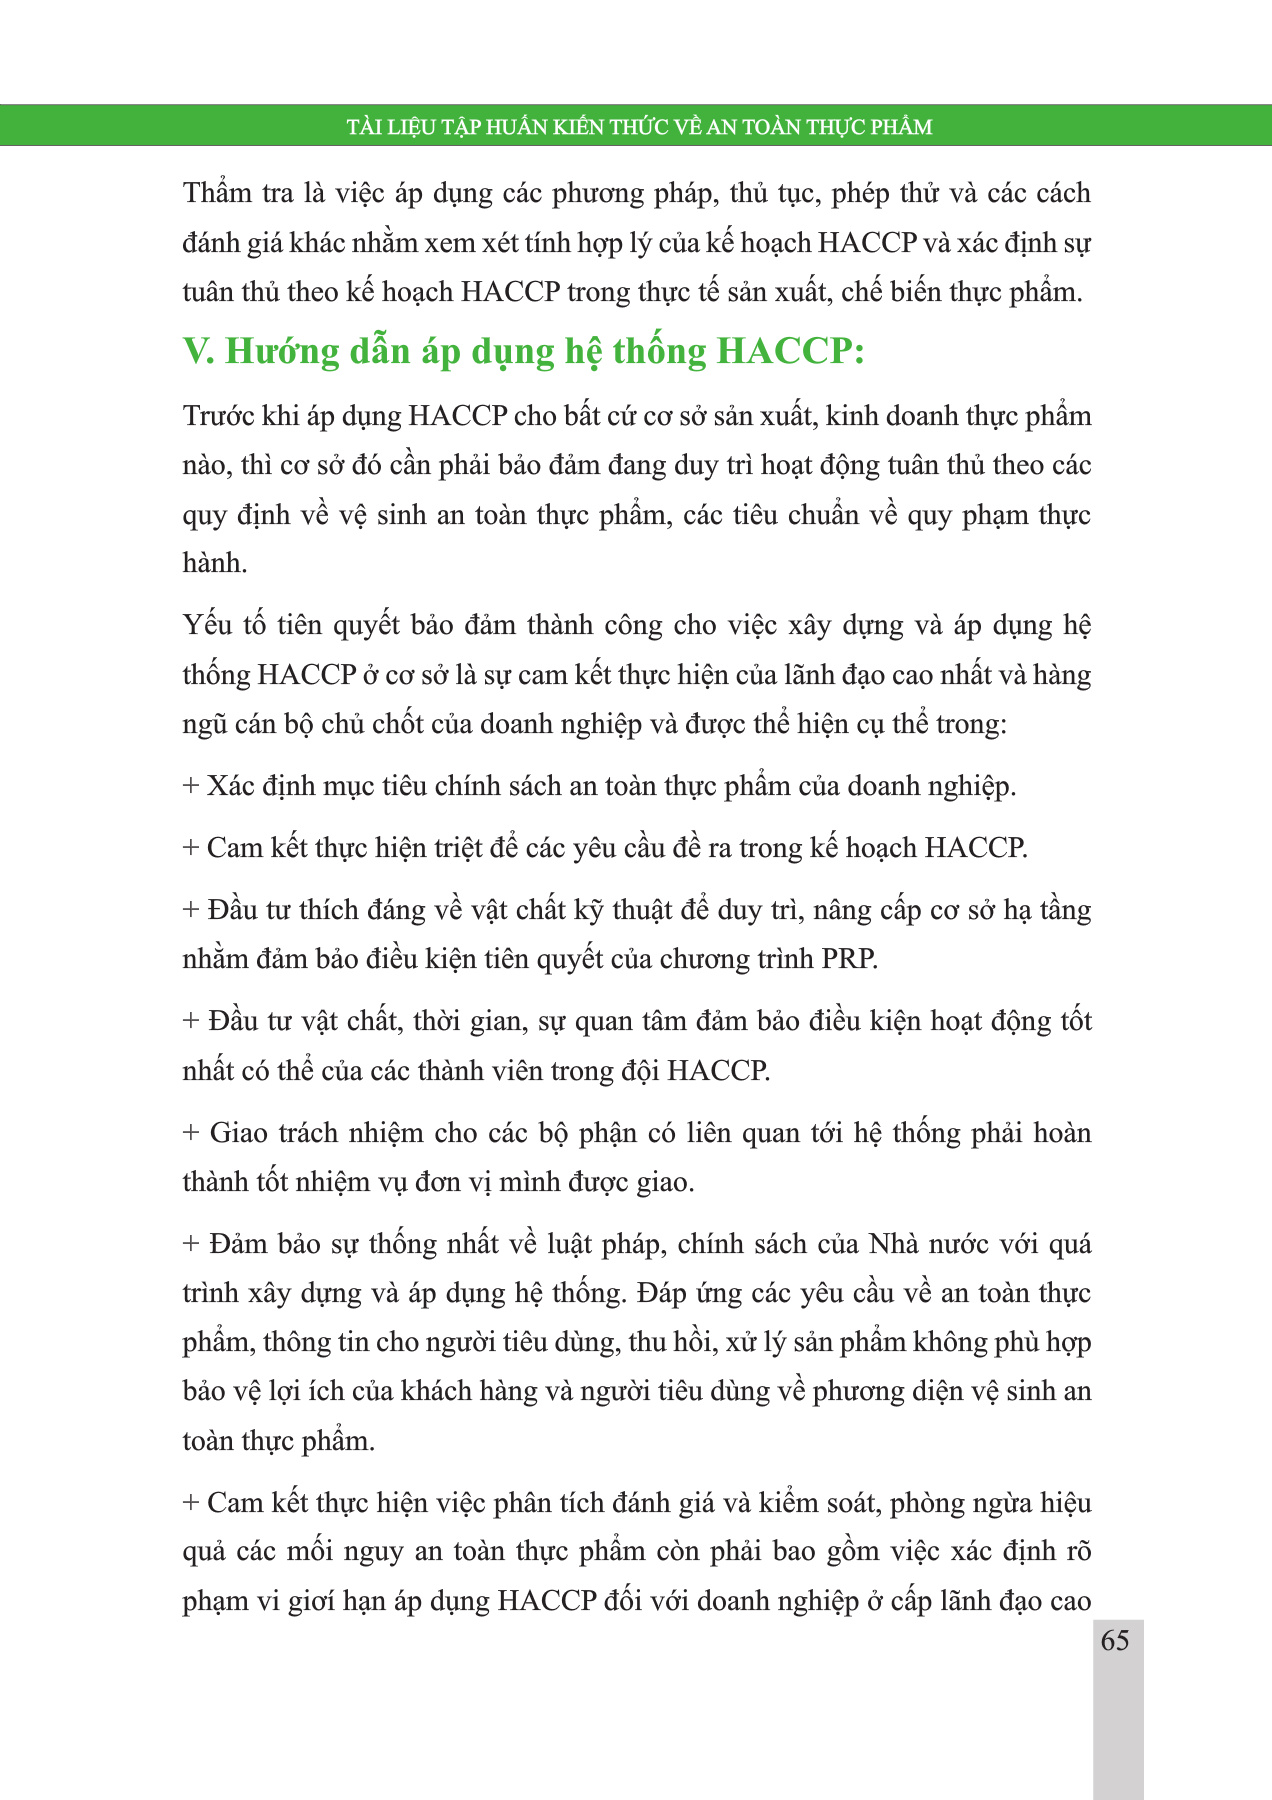 TÀI LIỆU TẬP HUẤN KIẾN THỨC VỀ AN TOÀN THỰC PHẨM
Thẩm tra là việc áp dụng các phương pháp, thủ tục, phép thử và các cách
đánh giá khác nhằm xem xét tính hợp lý của kế hoạch HACCP và xác định sự
tuân thủ theo kế hoạch HACCP trong thực tế sản xuất, chế biến thực phẩm.
V. Hướng dẫn áp dụng hệ thống HACCP:
Trước khi áp dụng HACCP cho bất cứ cơ sở sản xuất, kinh doanh thực phẩm
nào, thì cơ sở đó cần phải bảo đảm đang duy trì hoạt động tuân thủ theo các
quy định về vệ sinh an toàn thực phẩm, các tiêu chuẩn về quy phạm thực
hành.
Yếu tố tiên quyết bảo đảm thành công cho việc xây dựng và áp dụng hệ
thống HACCP ở cơ sở là sự cam kết thực hiện của lãnh đạo cao nhất và hàng
ngũ cán bộ chủ chốt của doanh nghiệp và được thể hiện cụ thể trong:
+ Xác định mục tiêu chính sách an toàn thực phẩm của doanh nghiệp.
+ Cam kết thực hiện triệt để các yêu cầu đề ra trong kế hoạch HACCP.
+ Đầu tư thích đáng về vật chất kỹ thuật để duy trì, nâng cấp cơ sở hạ tầng
nhằm đảm bảo điều kiện tiên quyết của chương trình PRP.
+ Đầu tư vật chất, thời gian, sự quan tâm đảm bảo điều kiện hoạt động tốt
nhất có thể của các thành viên trong đội HACCP.
+ Giao trách nhiệm cho các bộ phận có liên quan tới hệ thống phải hoàn
thành tốt nhiệm vụ đơn vị mình được giao.
+ Đảm bảo sự thống nhất về luật pháp, chính sách của Nhà nước với quá
trình xây dựng và áp dụng hệ thống. Đáp ứng các yêu cầu về an toàn thực
phẩm, thông tin cho người tiêu dùng, thu hồi, xử lý sản phẩm không phù hợp
bảo vệ lợi ích của khách hàng và người tiêu dùng về phương diện vệ sinh an
toàn thực phẩm.
+ Cam kết thực hiện việc phân tích đánh giá và kiểm soát, phòng ngừa hiệu
quả các mối nguy an toàn thực phẩm còn phải bao gồm việc xác định rõ
phạm vi giơí hạn áp dụng HACCP đối với doanh nghiệp ở cấp lãnh đạo cao
65